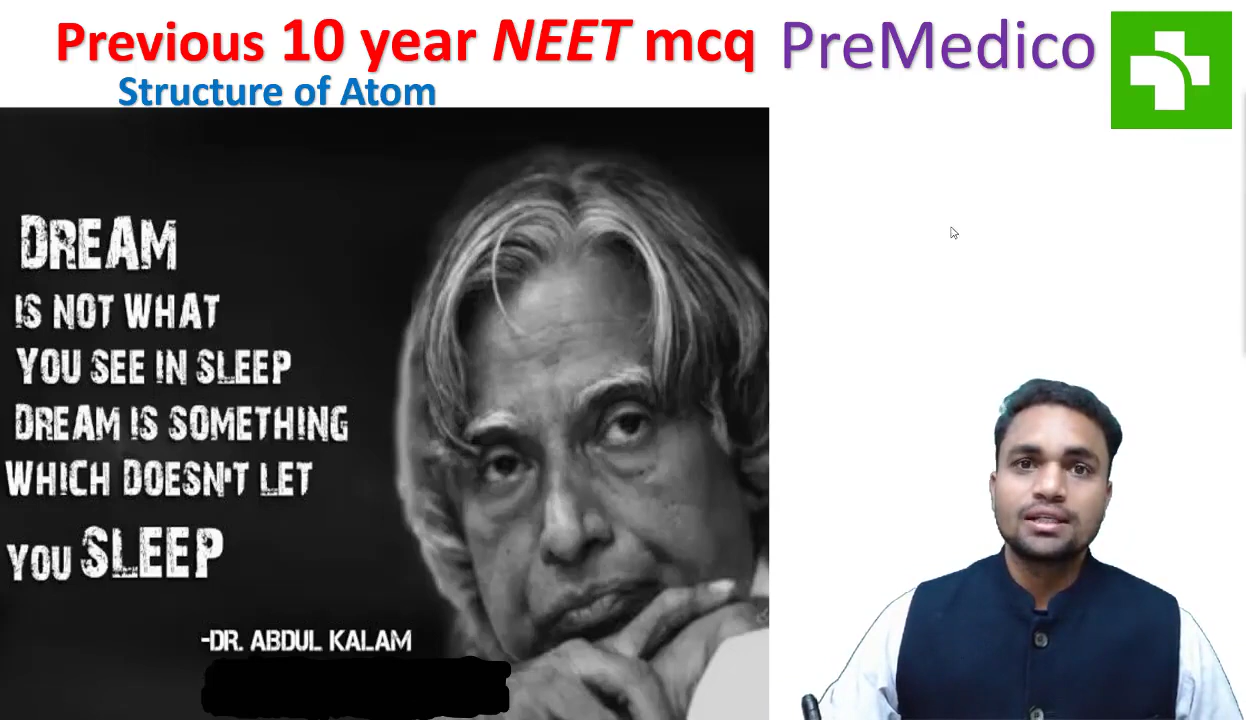 Previous 10 year NEET mcq PreMedico
Structure of Atom
DREAM
IS NOT WHAT
YOU SEE IN SLEEP
DREAM IS SOMETHING
WHICH DOESN'T LET
YOU SLEEP
-DR. ABDUL KALAM